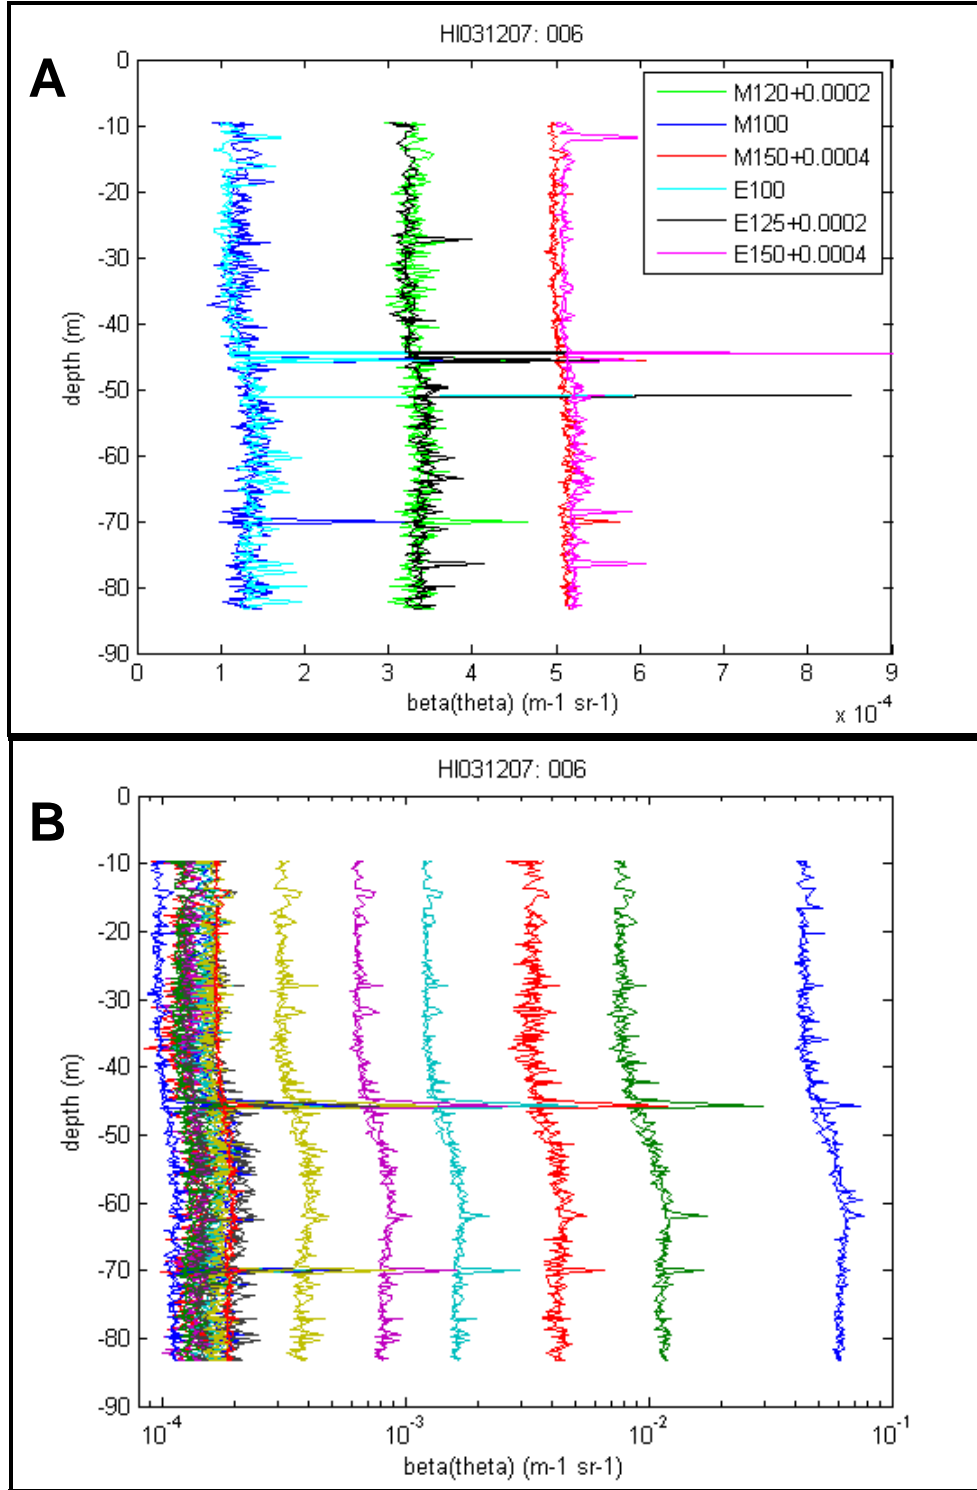 HI031207: 006
A
0
-10
-20
-30
-40
-50
-60
-70
-80
-90
depth (m)
M120+0.0002
M100
M150+0.0004
E100
E125+0.0002
E150+0.0004
0 1 2 3 4 5 6 7 8 9
beta(theta) (m-1 sr-1)
x 10^-4
HI031207: 006
B
0
-10
-20
-30
-40
-50
-60
-70
-80
-90
depth (m)
10^-4 10^-3 10^-2 10^-1
beta(theta) (m-1 sr-1)